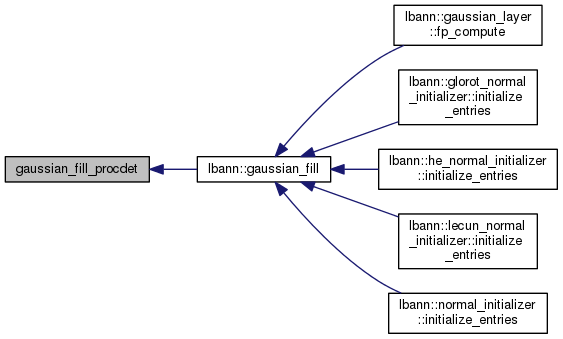 lbann::gaussian_layer
::fp_compute
lbann::glorot_normal
_initializer::initialize
_entries
gaussian_fill_procdet
lbann::gaussian_fill
lbann::he_normal_initializer
::initialize_entries
lbann::lecun_normal
_initializer::initialize
_entries
lbann::normal_initializer
::initialize_entries